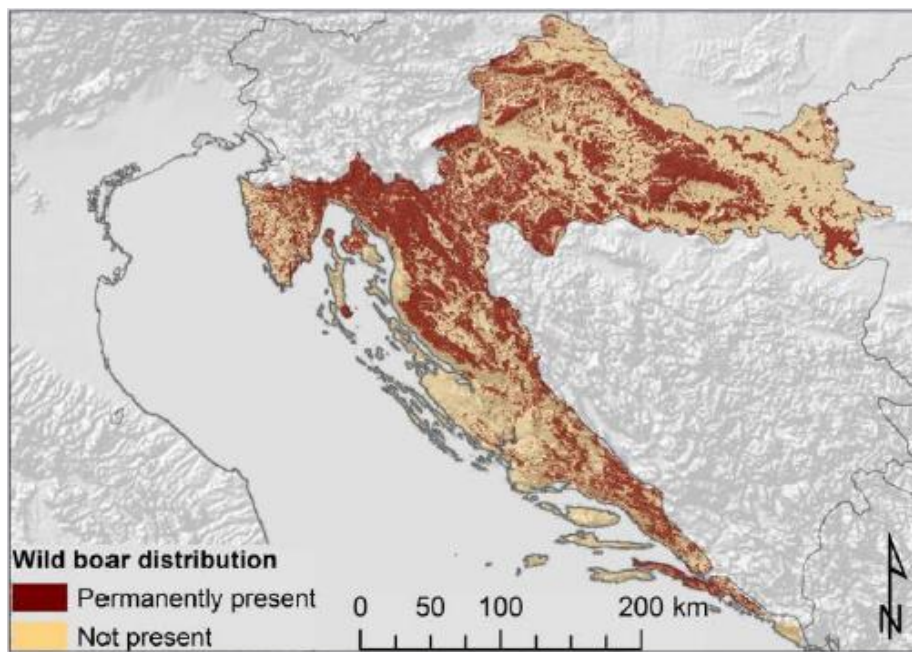 Wild boar distribution
Permanently present
Not present
0 50 100 200 km
N